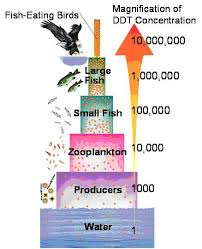 Magnification of
DDT Concentration
Fish-Eating Birds
10,000,000
Large
Fish
1,000,000
Small Fish
100,000
Zooplankton
10,000
Producers
1000
Water
1